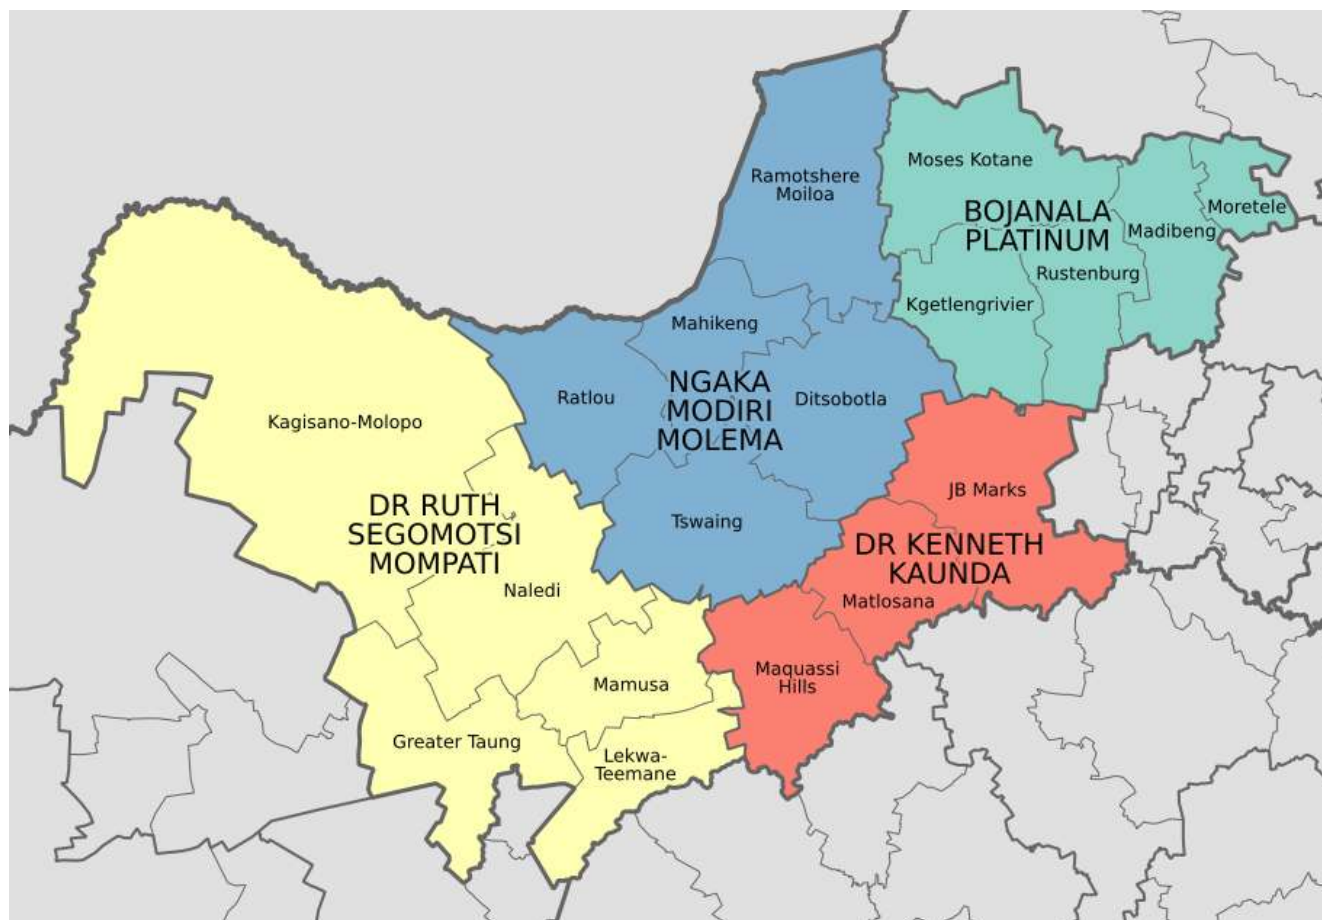 Ramotshere
Moiloa
Mahikeng
Ratlou
NGAKA
MODIRI
MOLEMA
Ditsobotla
Tswaing
Moses Kotane
BOJANALA
PLATINUM
Moretele
Madibeng
Rustenburg
Kgetlengrivier
Kagisano-Molopo
DR RUTH
SEGOMOTSI
MOMPATI
Naledi
Mamusa
Greater Taung
Lekwa-
Teemane
JB Marks
DR KENNETH
KAUNDA
Matlosana
Maquassi
Hills